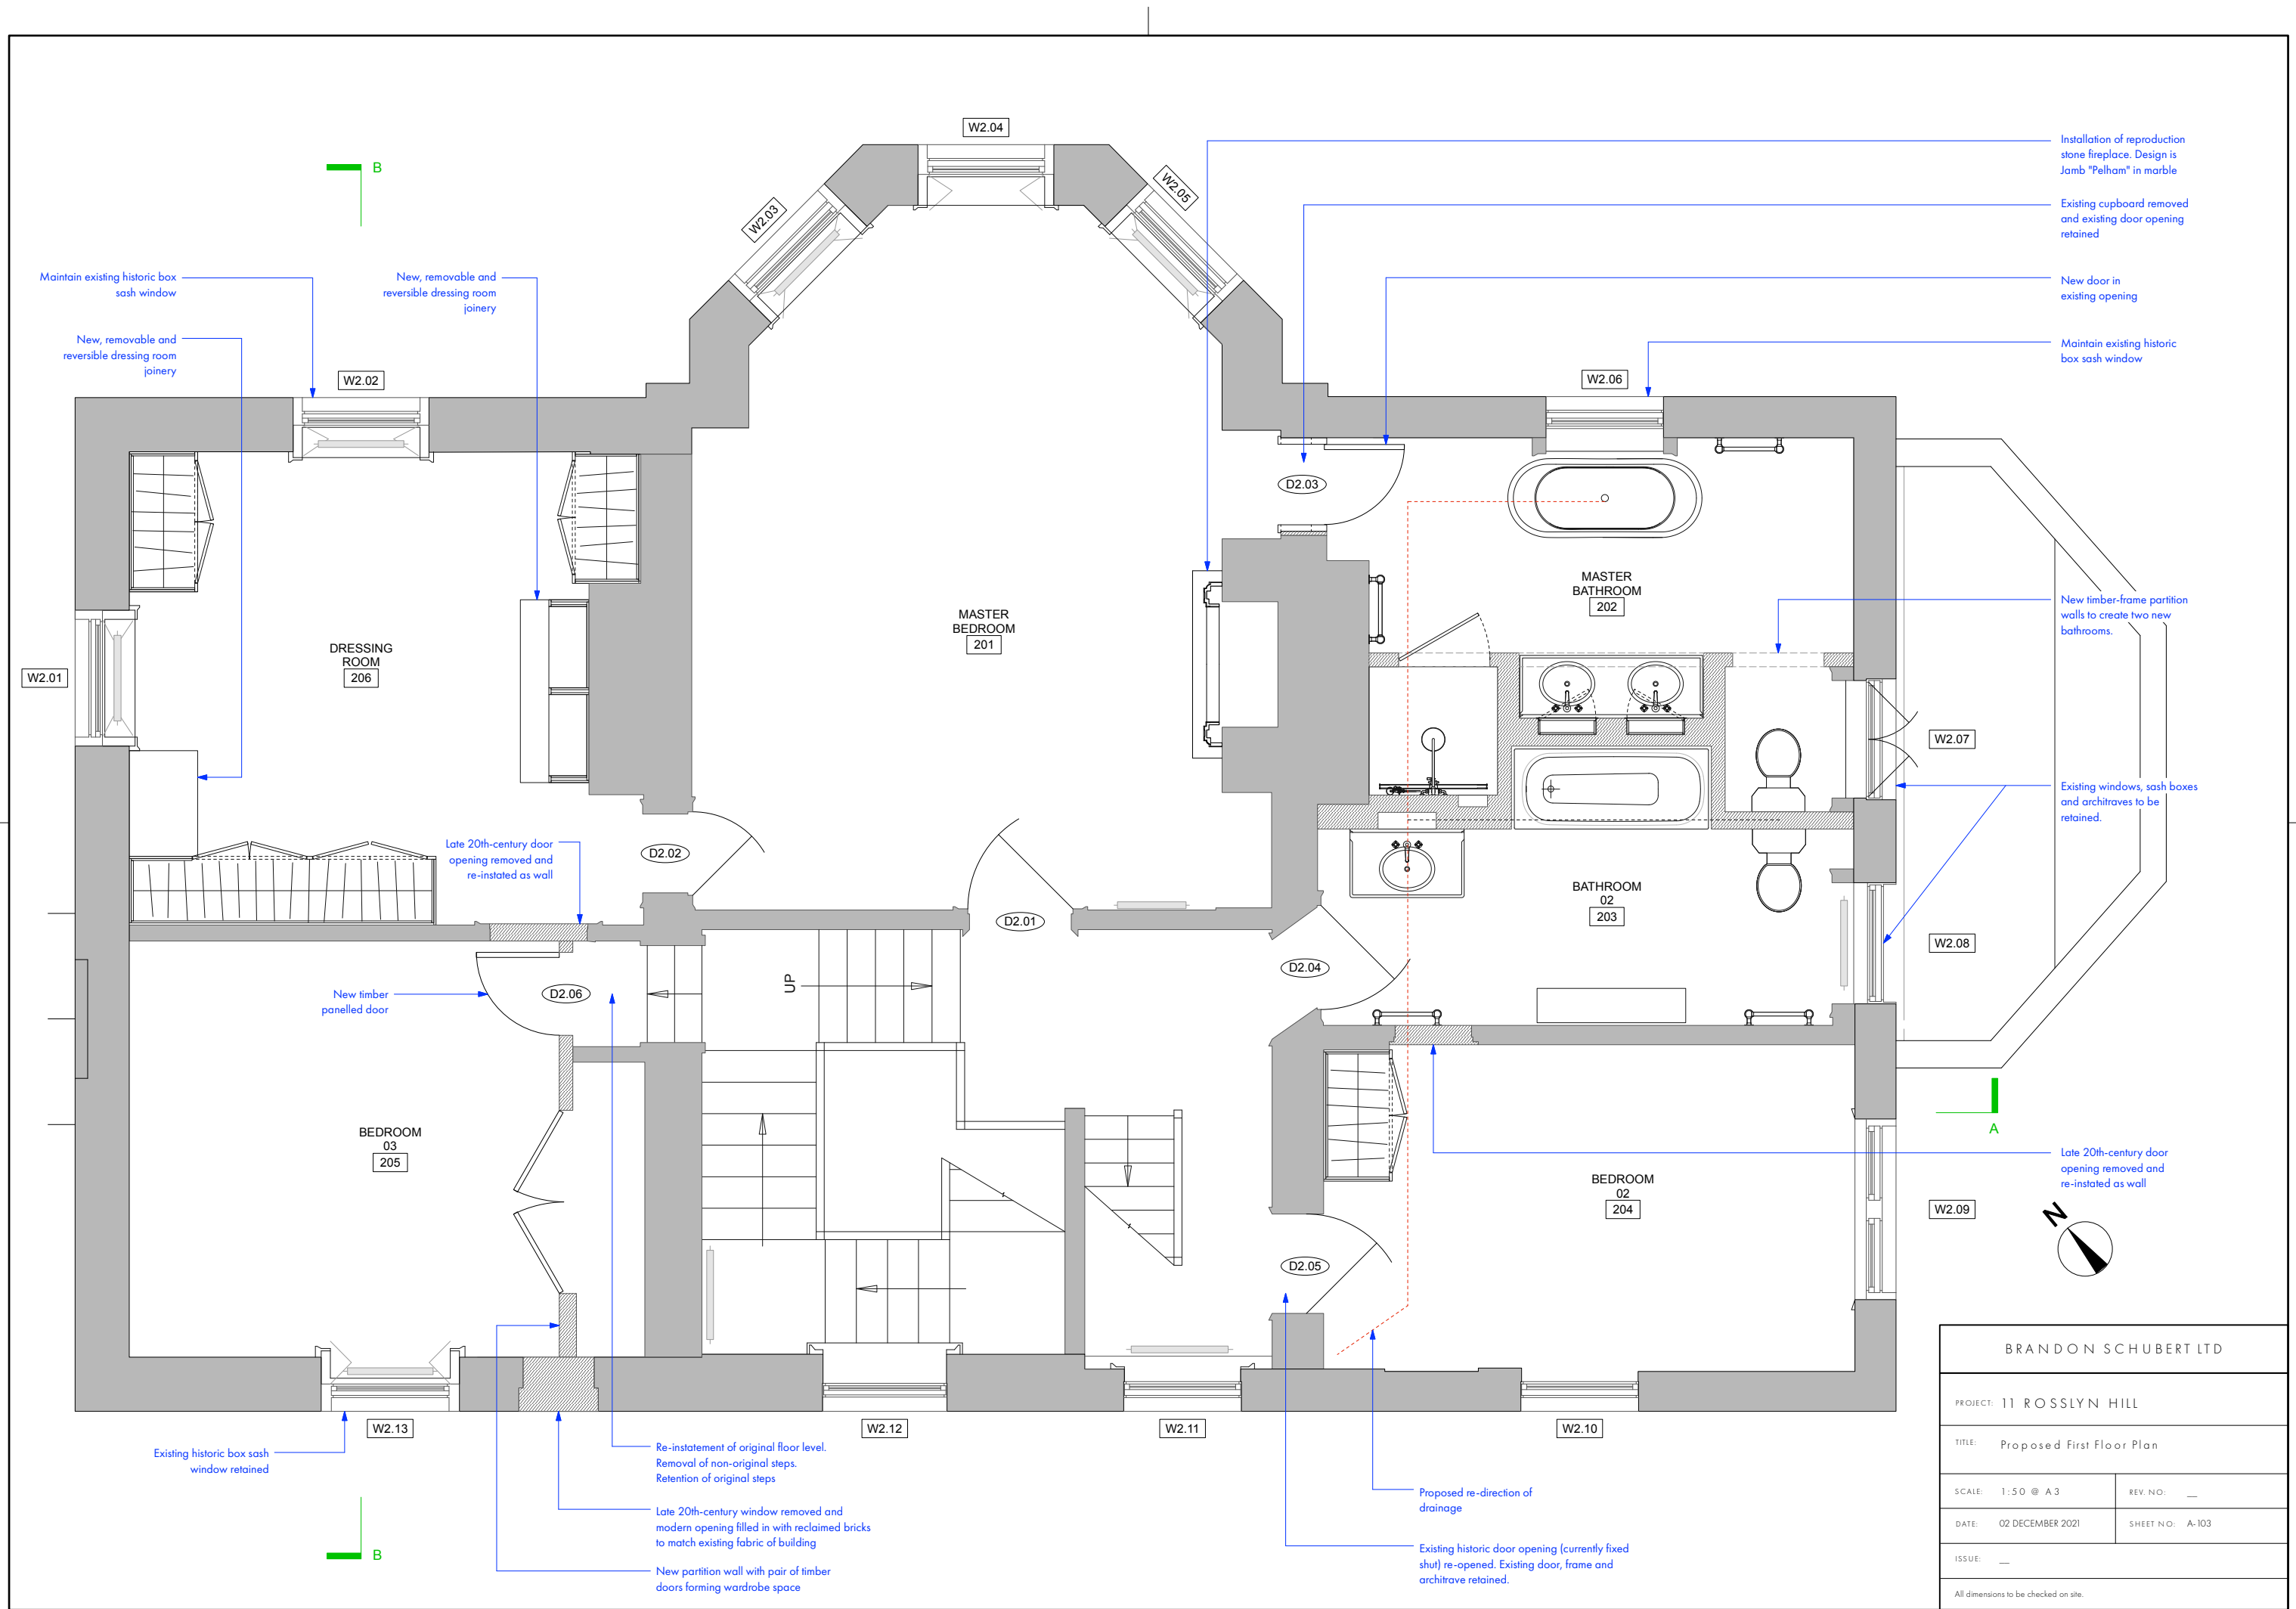 W2.04
B
Installation of reproduction
stone fireplace. Design is
Jamb "Pelham" in marble
W2.03
W2.05
Existing cupboard removed
and existing door opening
retained
Maintain existing historic box
sash window
New, removable and
reversible dressing room
joinery
New door in
existing opening
New, removable and
reversible dressing room
joinery
Maintain existing historic
box sash window
W2.02
W2.06
D2.03
MASTER
BATHROOM
202
New timber-frame partition
walls to create two new
bathrooms.
MASTER
BEDROOM
201
DRESSING
ROOM
206
W2.01
W2.07
Existing windows, sash boxes
and architraves to be
retained.
Late 20th-century door
opening removed and
re-instated as wall
D2.02
BATHROOM
02
203
D2.01
W2.08
D2.04
New timber
panelled door
D2.06
UP
A
BEDROOM
03
205
Late 20th-century door
opening removed and
re-instated as wall
BEDROOM
02
204
W2.09
N
D2.05
W2.13
W2.12
W2.11
W2.10
Existing historic box sash
window retained
Re-instatement of original floor level.
Removal of non-original steps.
Retention of original steps
Late 20th-century window removed and
modern opening filled in with reclaimed bricks
to match existing fabric of building
New partition wall with pair of timber
doors forming wardrobe space
B
Proposed re-direction of
drainage
Existing historic door opening (currently fixed
shut) re-opened. Existing door, frame and
architrave retained.
BRANDON SCHUBERT LTD
PROJECT: 11 ROSSLYN HILL
TITLE: Proposed First Floor Plan
SCALE: 1:50 @ A3 REV. NO: __
DATE: 02 DECEMBER 2021 SHEET NO: A-103
ISSUE: __
All dimensions to be checked on site.